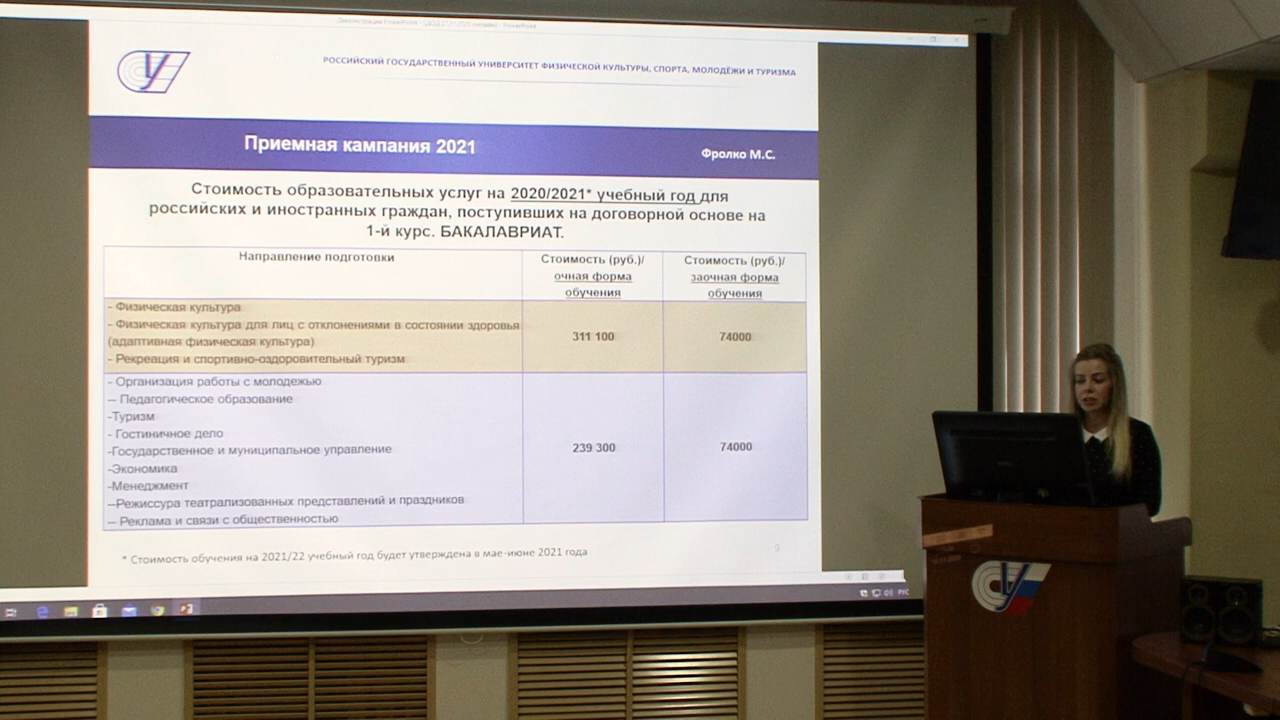 РОССИЙСКИЙ ГОСУДАРСТВЕННЫЙ УНИВЕРСИТЕТ ФИЗИЧЕСКОЙ КУЛЬТУРЫ, СПОРТА, МОЛОДЁЖИ И ТУРИЗМА
Приемная кампания 2021
Фролко М.С.
Стоимость образовательных услуг на 2020/2021* учебный год для
российских и иностранных граждан, поступивших на договорной основе на
1-й курс. БАКАЛАВРИАТ.
Направление подготовки
Стоимость (руб.)/
очная форма
обучения
Стоимость (руб.)/
заочная форма
обучения
- Физическая культура
- Физическая культура для лиц с отклонениями в состоянии здоровья
(адаптивная физическая культура)
- Рекреация и спортивно-оздоровительный туризм
311 100
74000
- Организация работы с молодежью
– Педагогическое образование
-Туризм
- Гостиничное дело
-Государственное и муниципальное управление
-Экономика
-Менеджмент
–Режиссура театрализованных представлений и праздников
– Реклама и связи с общественностью
239 300
74000
* Стоимость обучения на 2021/22 учебный год будет утверждена в мае-июне 2021 года
9
РУС